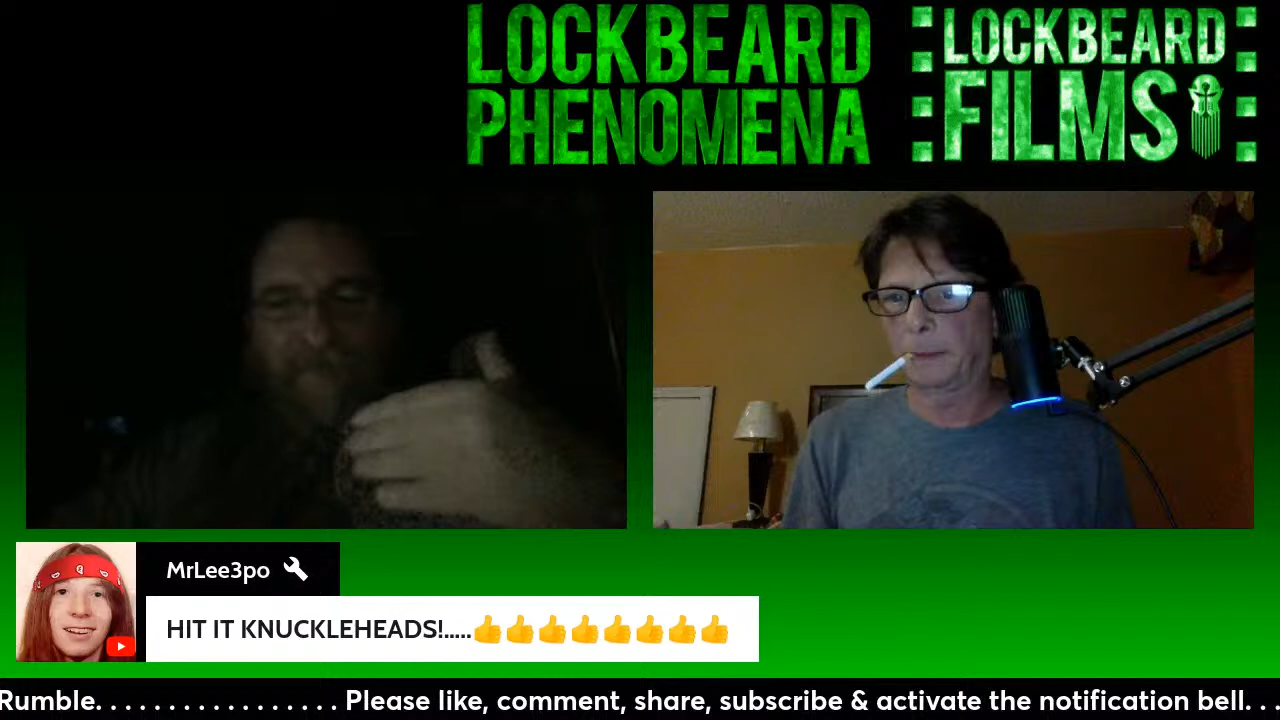 LOCKBEARD
PHENOMENA
LOCKBEARD
FILMS
MrLee3po
HIT IT KNUCKLEHEADS!.....👍👍👍👍👍👍👍👍
Rumble. . . . . . . . . . . . . . . . . Please like, comment, share, subscribe & activate the notification bell. . .